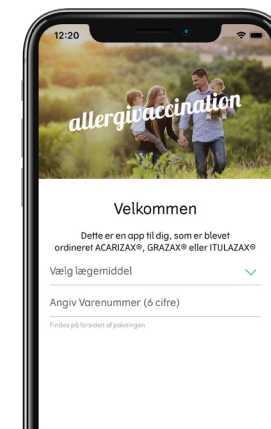 12:20
allergivaccination
Velkommen
Dette er en app til dig, som er blevet
ordineret ACARIZAX®, GRAZAX® eller ITULAZAX®
Vælg lægemiddel
Angiv Varenummer (6 cifre)
Findes på forsiden af pakningen